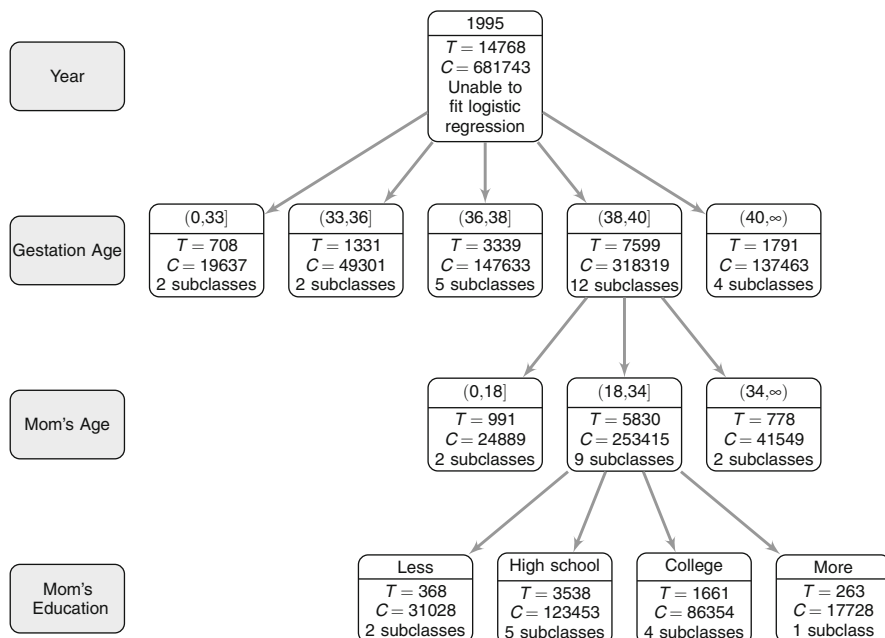 1995
T = 14768
C = 681743
Unable to
fit logistic
regression
Year
(0,33]
T = 708
C = 19637
2 subclasses
(33,36]
T = 1331
C = 49301
2 subclasses
(36,38]
T = 3339
C = 147633
5 subclasses
(38,40]
T = 7599
C = 318319
12 subclasses
(40,∞)
T = 1791
C = 137463
4 subclasses
Gestation Age
(0,18]
T = 991
C = 24889
2 subclasses
(18,34]
T = 5830
C = 253415
9 subclasses
(34,∞)
T = 778
C = 41549
2 subclasses
Mom's Age
Less
T = 368
C = 31028
2 subclasses
High school
T = 3538
C = 123453
5 subclasses
College
T = 1661
C = 86354
4 subclasses
More
T = 263
C = 17728
1 subclass
Mom's
Education